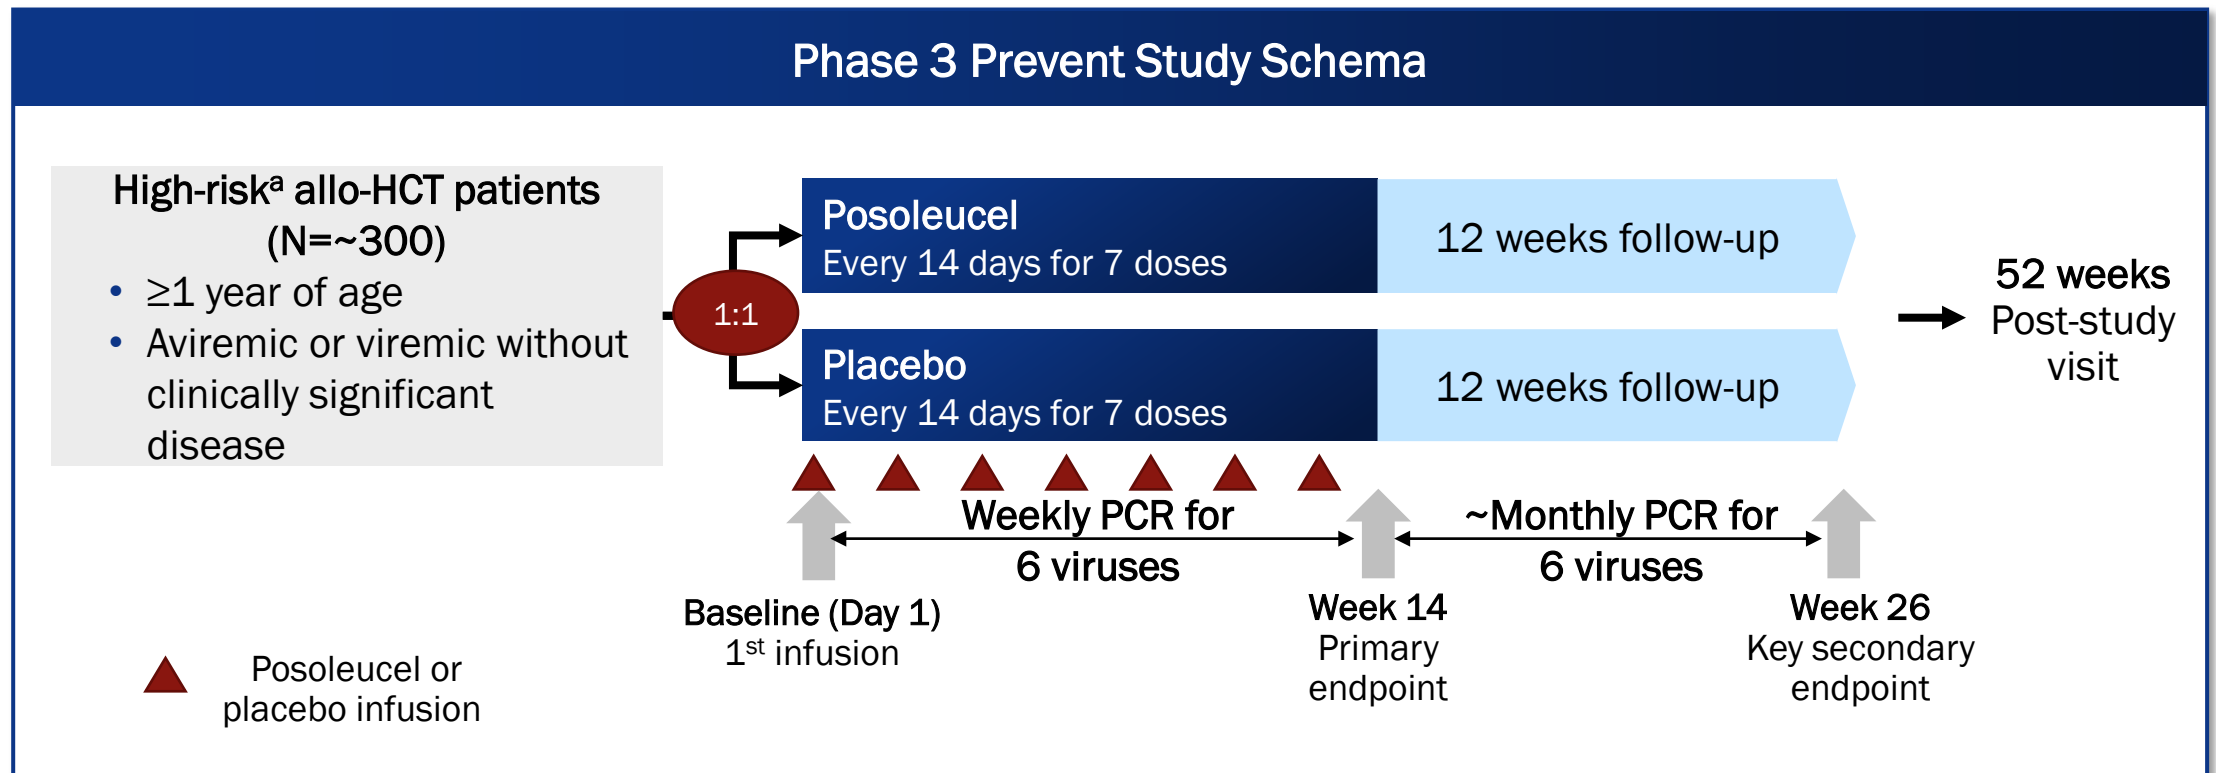 Phase 3 Prevent Study Schema
High-riskᵃ allo-HCT patients
(N=~300)
• ≥1 year of age
• Aviremic or viremic without
clinically significant
disease
1:1
Posoleucel
Every 14 days for 7 doses
12 weeks follow-up
Placebo
Every 14 days for 7 doses
12 weeks follow-up
52 weeks
Post-study
visit
Weekly PCR for
6 viruses
~Monthly PCR for
6 viruses
Baseline (Day 1)
1ˢᵗ infusion
Week 14
Primary
endpoint
Week 26
Key secondary
endpoint
Posoleucel or
placebo infusion